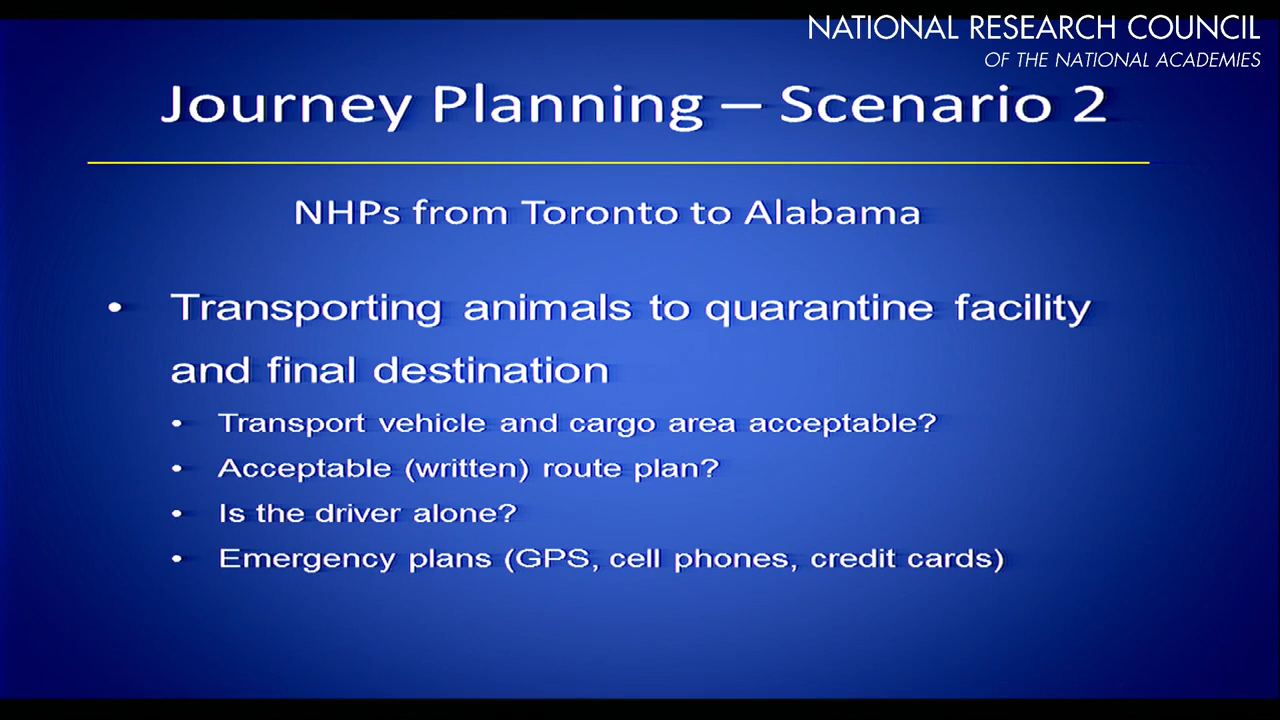 NATIONAL RESEARCH COUNCIL
OF THE NATIONAL ACADEMIES
Journey Planning – Scenario 2
NHPs from Toronto to Alabama
• Transporting animals to quarantine facility
and final destination
• Transport vehicle and cargo area acceptable?
• Acceptable (written) route plan?
• Is the driver alone?
• Emergency plans (GPS, cell phones, credit cards)